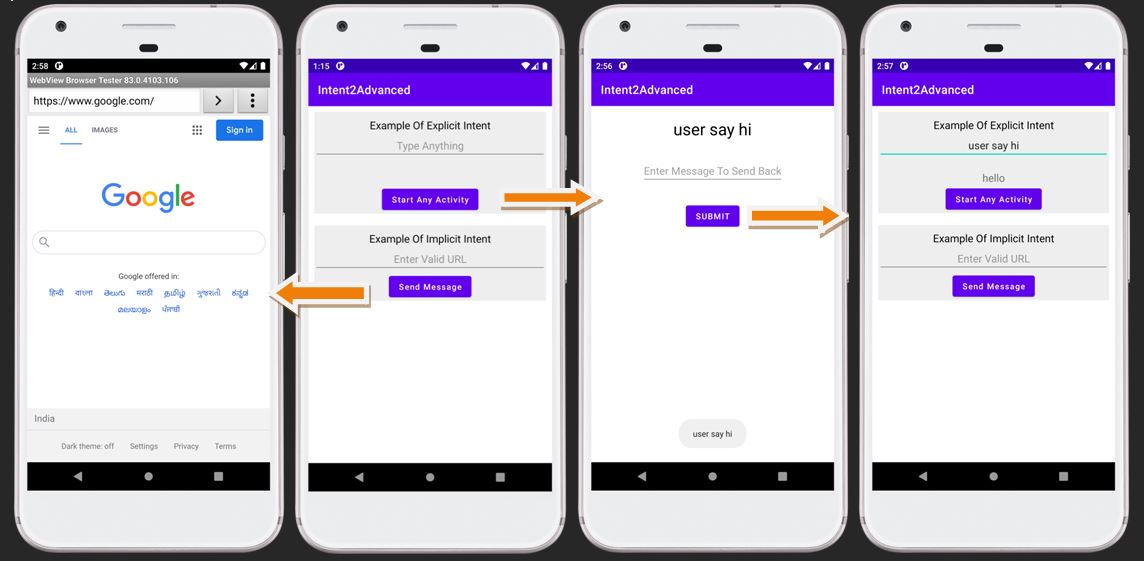 2:58
WebView Browser Tester 83.0.4103.106
https://www.google.com/
ALL IMAGES Sign in
Google
Google offered in:
हिन्दी বাংলা తెలుగు मराठी தமிழ் ગુજરાતી ಕನ್ನಡ
മലയാളം ਪੰਜਾਬੀ
India
Dark theme: off Settings Privacy Terms
1:15
Intent2Advanced
Example Of Explicit Intent
Type Anything
Start Any Activity
Example Of Implicit Intent
Enter Valid URL
Send Message
2:56
Intent2Advanced
user say hi
Enter Message To Send Back
SUBMIT
user say hi
2:57
Intent2Advanced
Example Of Explicit Intent
user say hi
hello
Start Any Activity
Example Of Implicit Intent
Enter Valid URL
Send Message